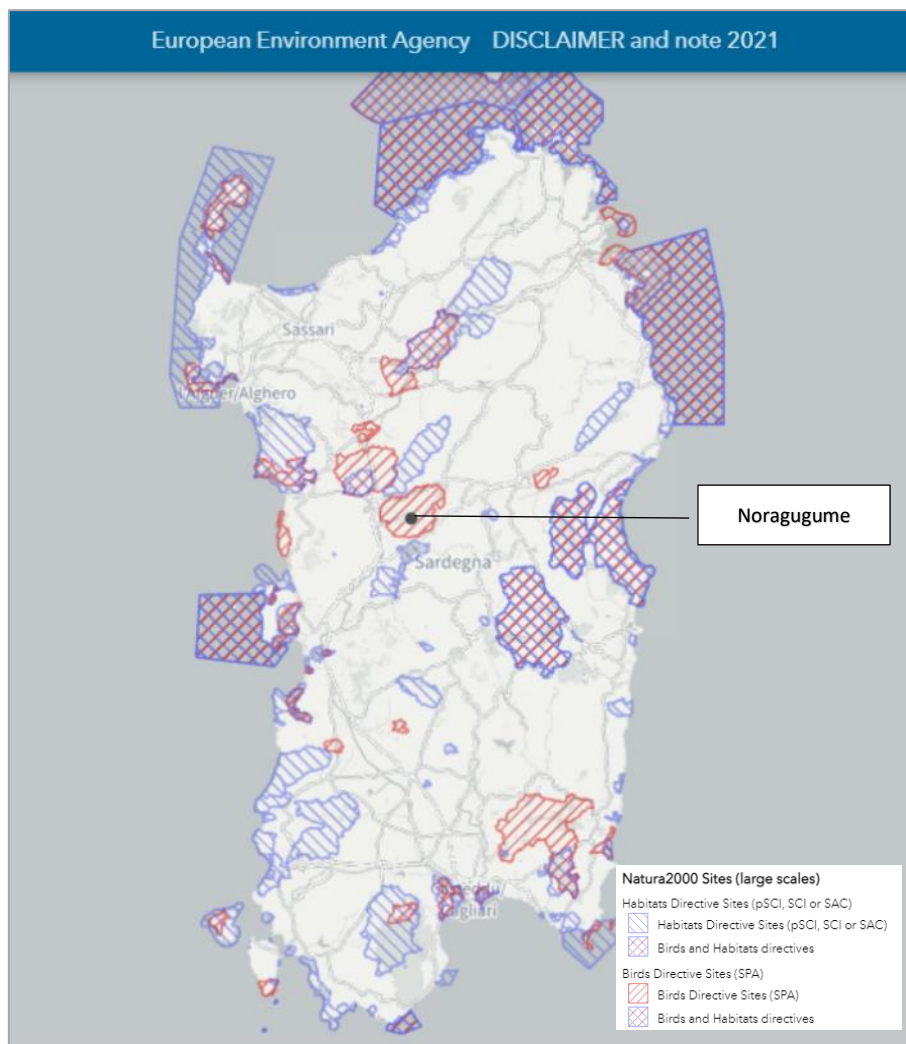 European Environment Agency DISCLAIMER and note 2021
Sassari
Alghero
Noragugume
Sardegna
Natura2000 Sites (large scales)
Habitats Directive Sites (pSCI, SCI or SAC)
Habitats Directive Sites (pSCI, SCI or SAC)
Birds and Habitats directives
Birds Directive Sites (SPA)
Birds Directive Sites (SPA)
Birds and Habitats directives